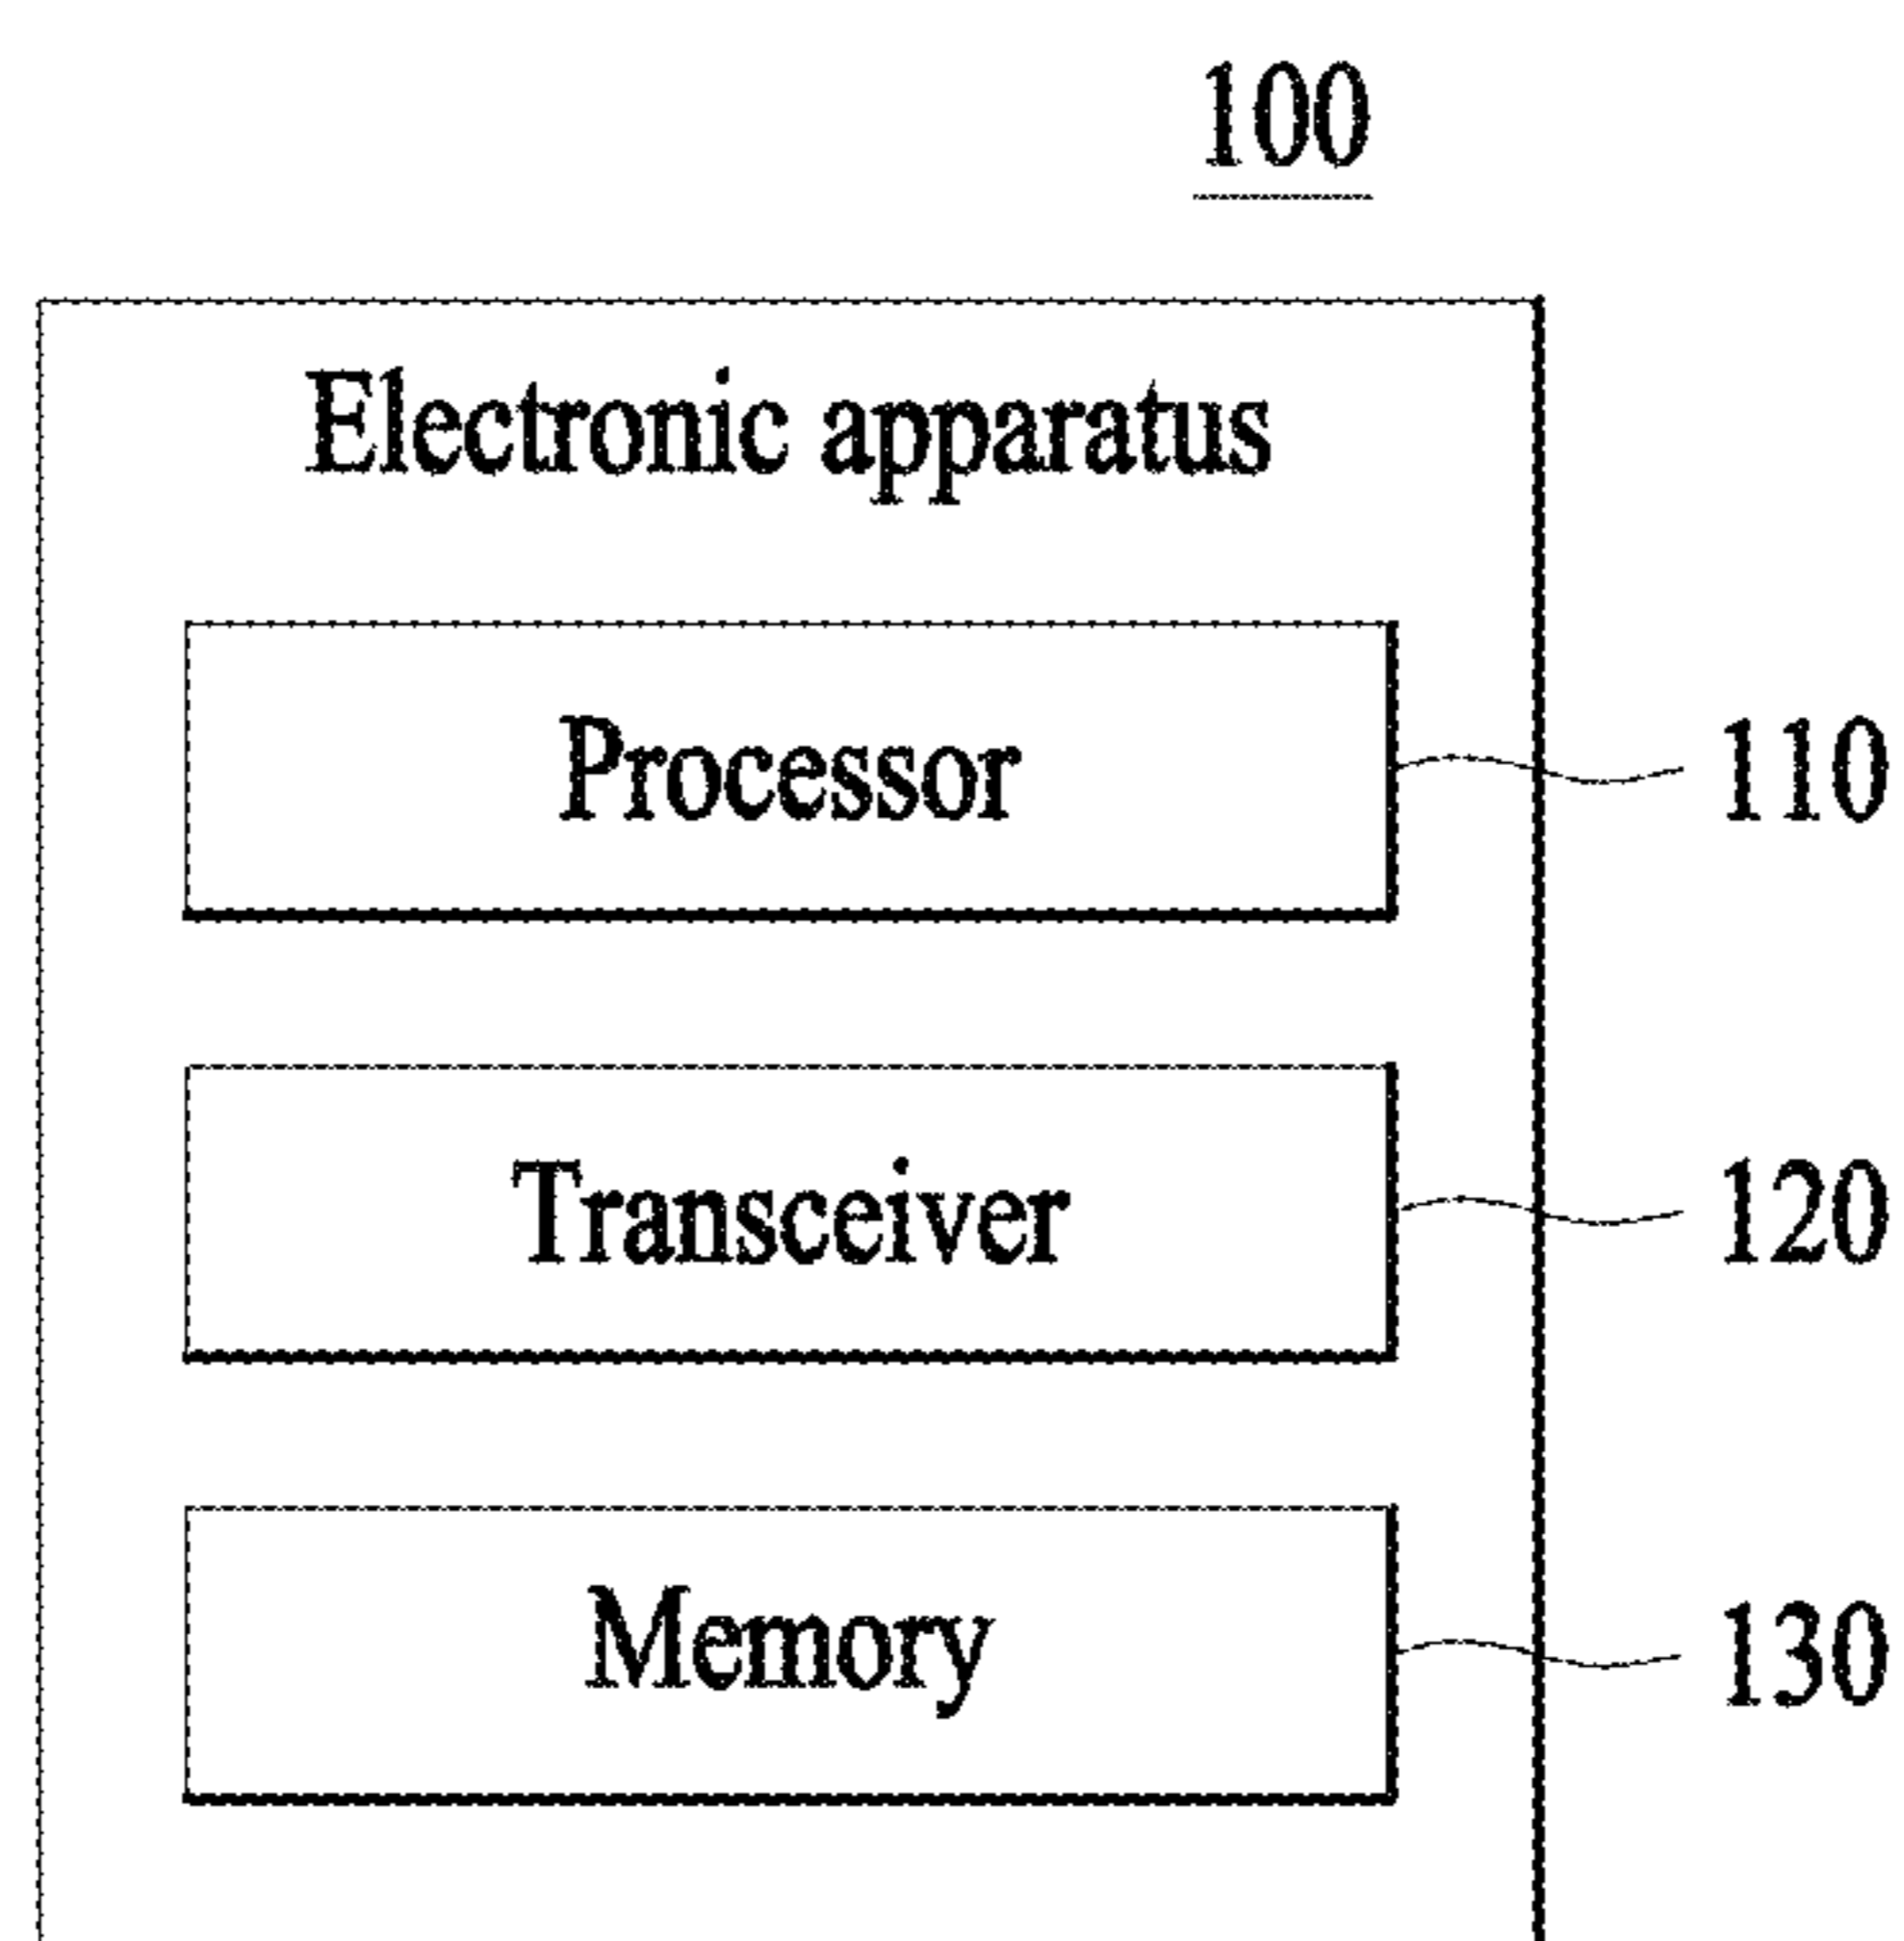 100
Electronic apparatus
Processor 110
Transceiver 120
Memory 130